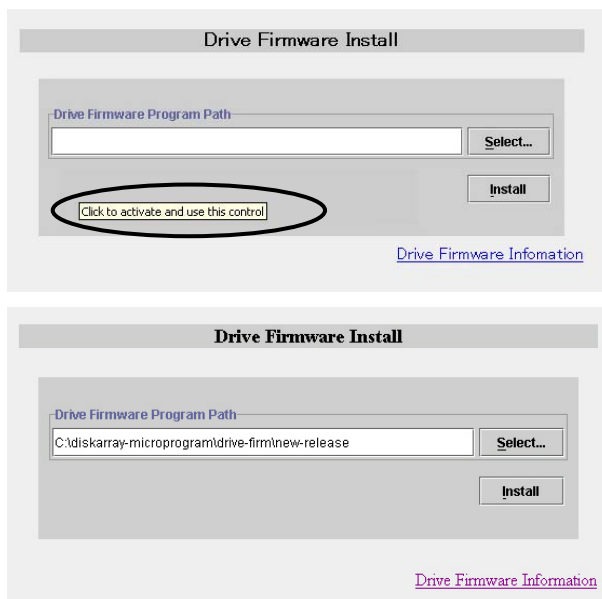 Drive Firmware Install
Drive Firmware Program Path
Select...
Install
Click to activate and use this control
Drive Firmware Infomation
Drive Firmware Install
Drive Firmware Program Path
C:\diskarray-microprogram\drive-firm\new-release
Select...
Install
Drive Firmware Information